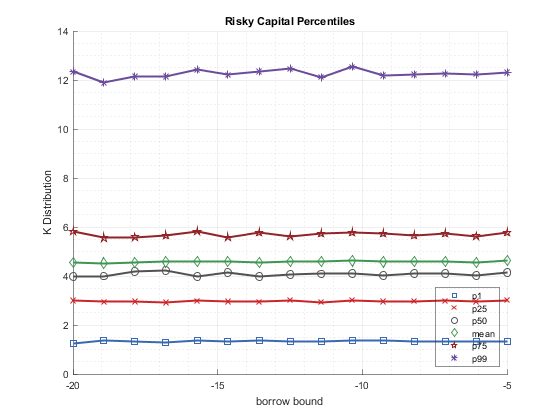 Risky Capital Percentiles
14
12
10
8
6
4
2
0
K Distribution
-20
-15
-10
-5
borrow bound
p1
p25
p50
mean
p75
p99